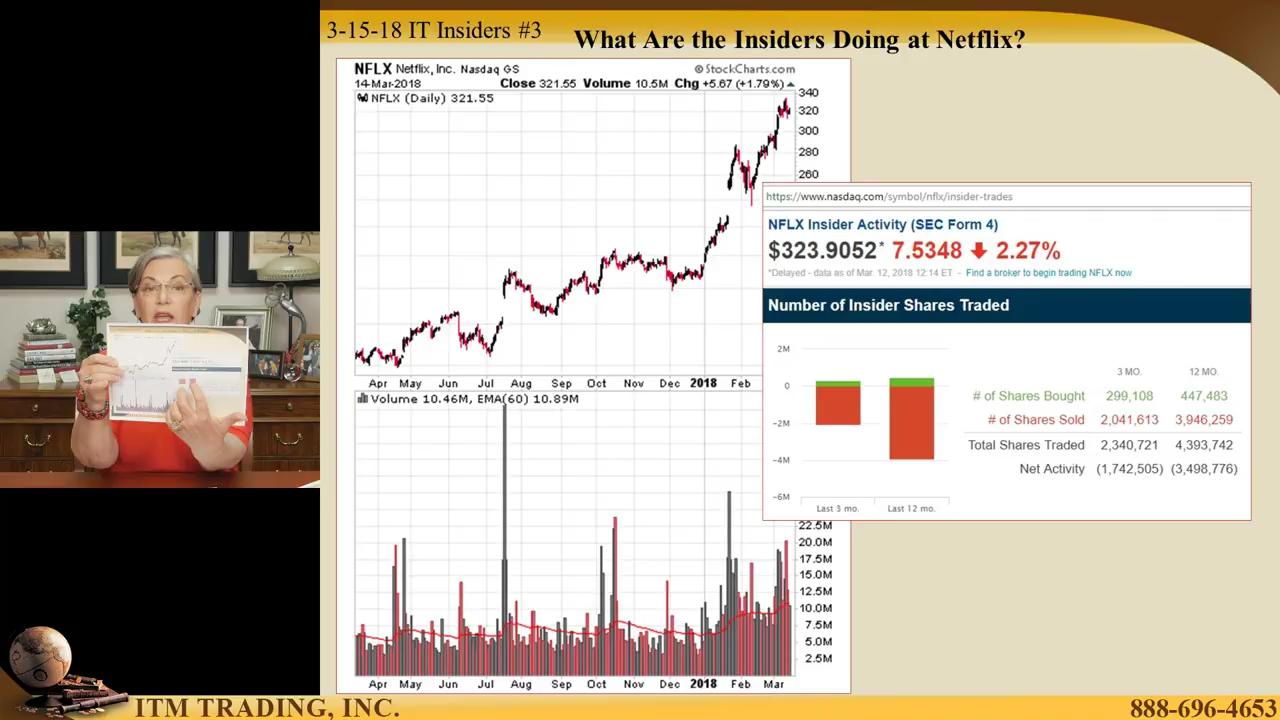 3-15-18 IT Insiders #3
What Are the Insiders Doing at Netflix?
NFLX Netflix, Inc. Nasdaq GS © StockCharts.com
14-Mar-2018 Close 321.55 Volume 10.5M Chg +5.67 (+1.79%)
NFLX (Daily) 321.55
340
320
300
280
260
Apr May Jun Jul Aug Sep Oct Nov Dec 2018 Feb
Volume 10.46M, EMA(60) 10.89M
22.5M
20.0M
17.5M
15.0M
12.5M
10.0M
7.5M
5.0M
2.5M
Apr May Jun Jul Aug Sep Oct Nov Dec 2018 Feb Mar
https://www.nasdaq.com/symbol/nflx/insider-trades
NFLX Insider Activity (SEC Form 4)
$323.9052* 7.5348 2.27%
*Delayed - data as of Mar. 12, 2018 12:14 ET - Find a broker to begin trading NFLX now
Number of Insider Shares Traded
2M
0
-2M
-4M
-6M
Last 3 mo. Last 12 mo.
3 MO. 12 MO.
# of Shares Bought 299,108 447,483
# of Shares Sold 2,041,613 3,946,259
Total Shares Traded 2,340,721 4,393,742
Net Activity (1,742,505) (3,498,776)
ITM TRADING, INC.
888-696-4653